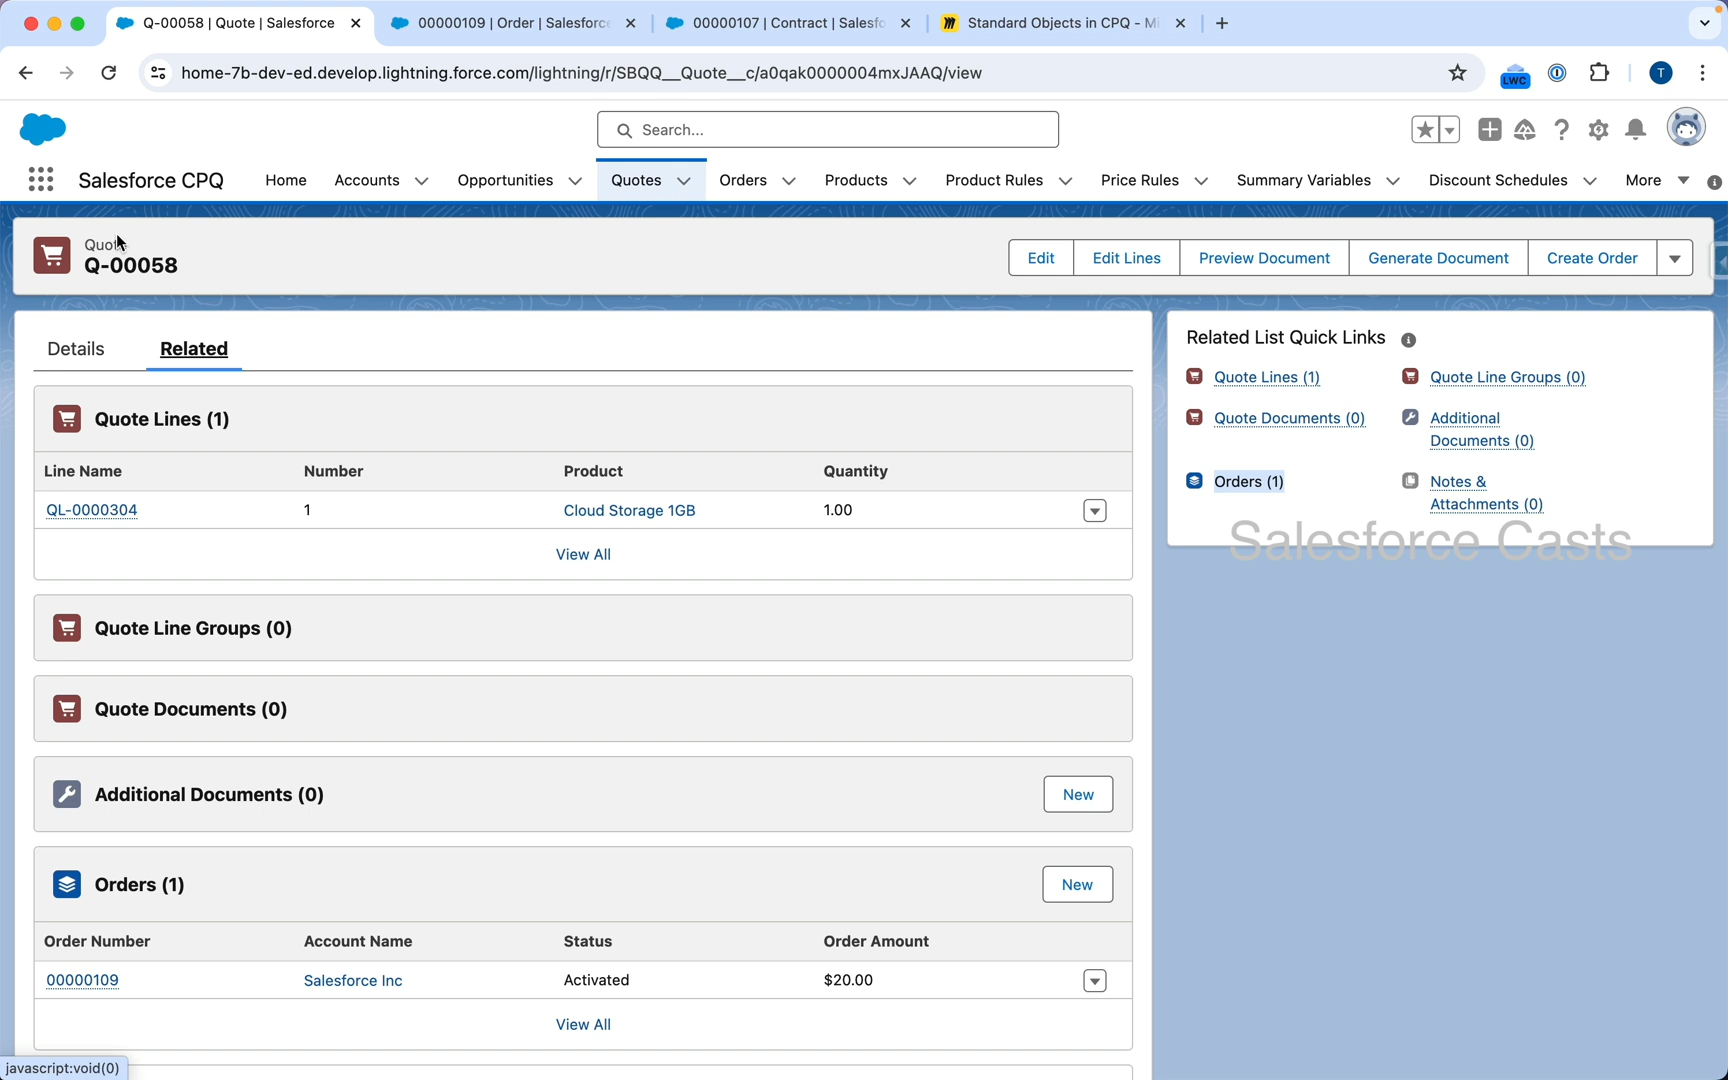 Q-00058 | Quote | Salesforce
00000109 | Order | Salesforc
00000107 | Contract | Salesfo
Standard Objects in CPQ - Mi
home-7b-dev-ed.develop.lightning.force.com/lightning/r/SBQQ__Quote__c/a0qak0000004mxJAAQ/view
LWC
T
Search...
Salesforce CPQ
Home
Accounts
Opportunities
Quotes
Orders
Products
Product Rules
Price Rules
Summary Variables
Discount Schedules
More
Quote
Q-00058
Edit
Edit Lines
Preview Document
Generate Document
Create Order
Details
Related
Quote Lines (1)
Line Name
Number
Product
Quantity
QL-0000304
1
Cloud Storage 1GB
1.00
View All
Quote Line Groups (0)
Quote Documents (0)
Additional Documents (0)
New
Orders (1)
New
Order Number
Account Name
Status
Order Amount
00000109
Salesforce Inc
Activated
$20.00
View All
Related List Quick Links
Quote Lines (1)
Quote Line Groups (0)
Quote Documents (0)
Additional
Documents (0)
Orders (1)
Notes &
Attachments (0)
Salesforce Casts
javascript:void(0)